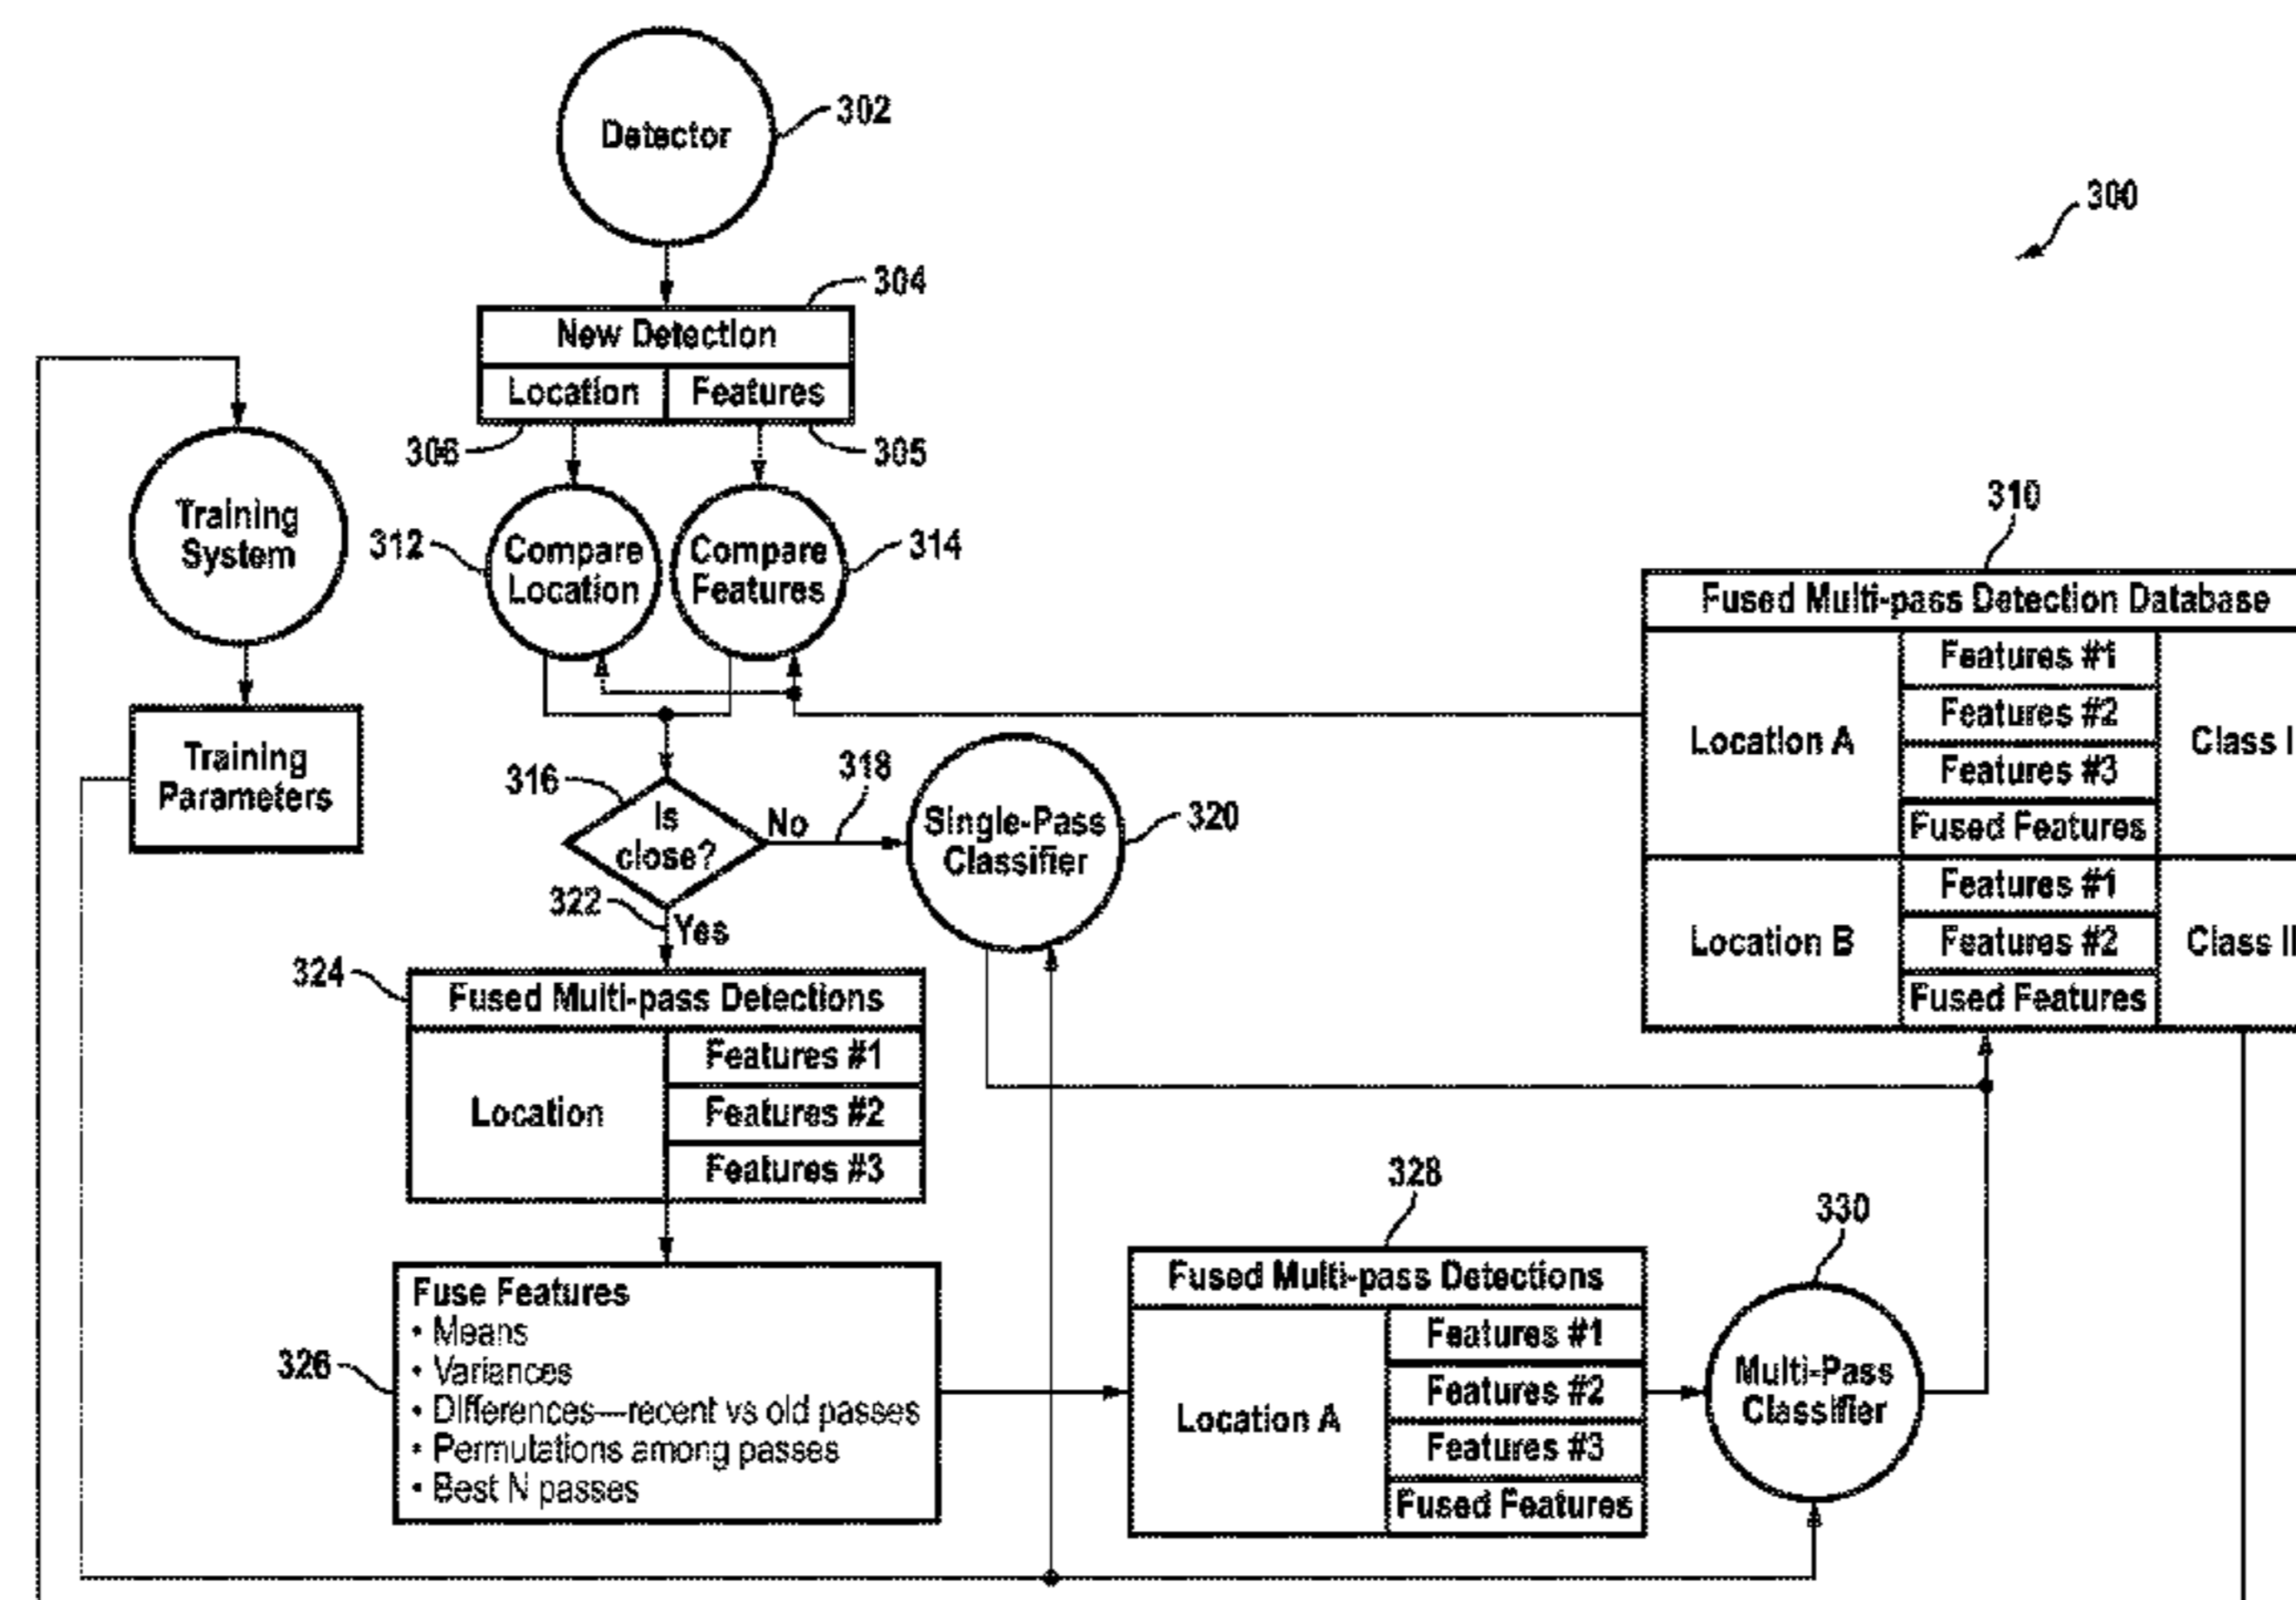 302
Detector
300
304
New Detection
Location Features
306
305
Training
System
312
Compare
Location
Compare
Features
314
310
Fused Multi-pass Detection Database
Location A
Features #1
Features #2
Features #3
Fused Features
Class I
Location B
Features #1
Features #2
Fused Features
Class II
Training
Parameters
316
Is
close?
No
318
Single-Pass
Classifier
320
322
Yes
324
Fused Multi-pass Detections
Location
Features #1
Features #2
Features #3
326
Fuse Features
• Means
• Variances
• Differences—recent vs old passes
• Permutations among passes
• Best N passes
328
Fused Multi-pass Detections
Location A
Features #1
Features #2
Features #3
Fused Features
330
Multi-Pass
Classifier